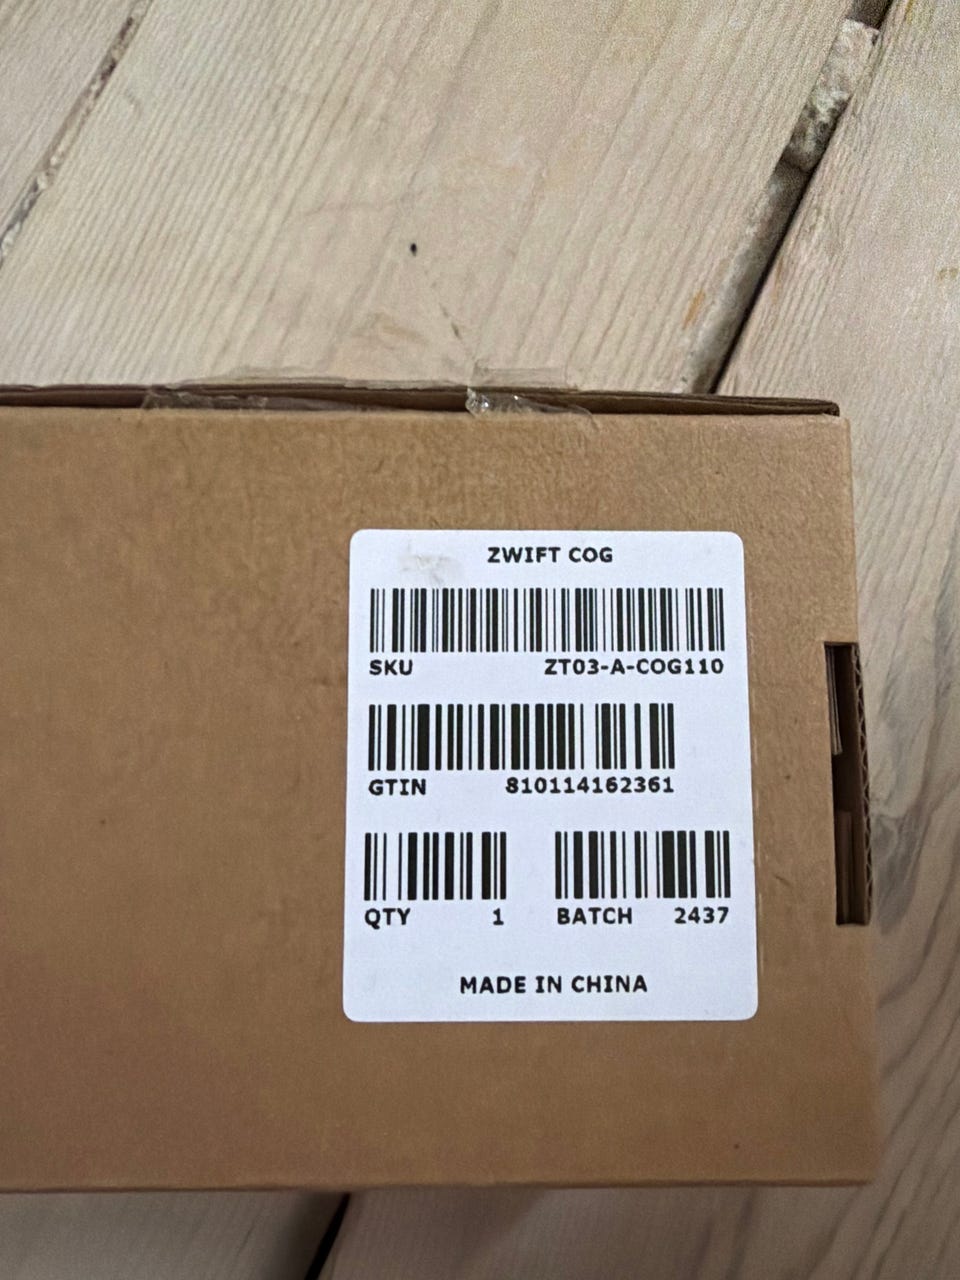 ZWIFT COG
SKU ZT03-A-COG110
GTIN 810114162361
QTY 1 BATCH 2437
MADE IN CHINA